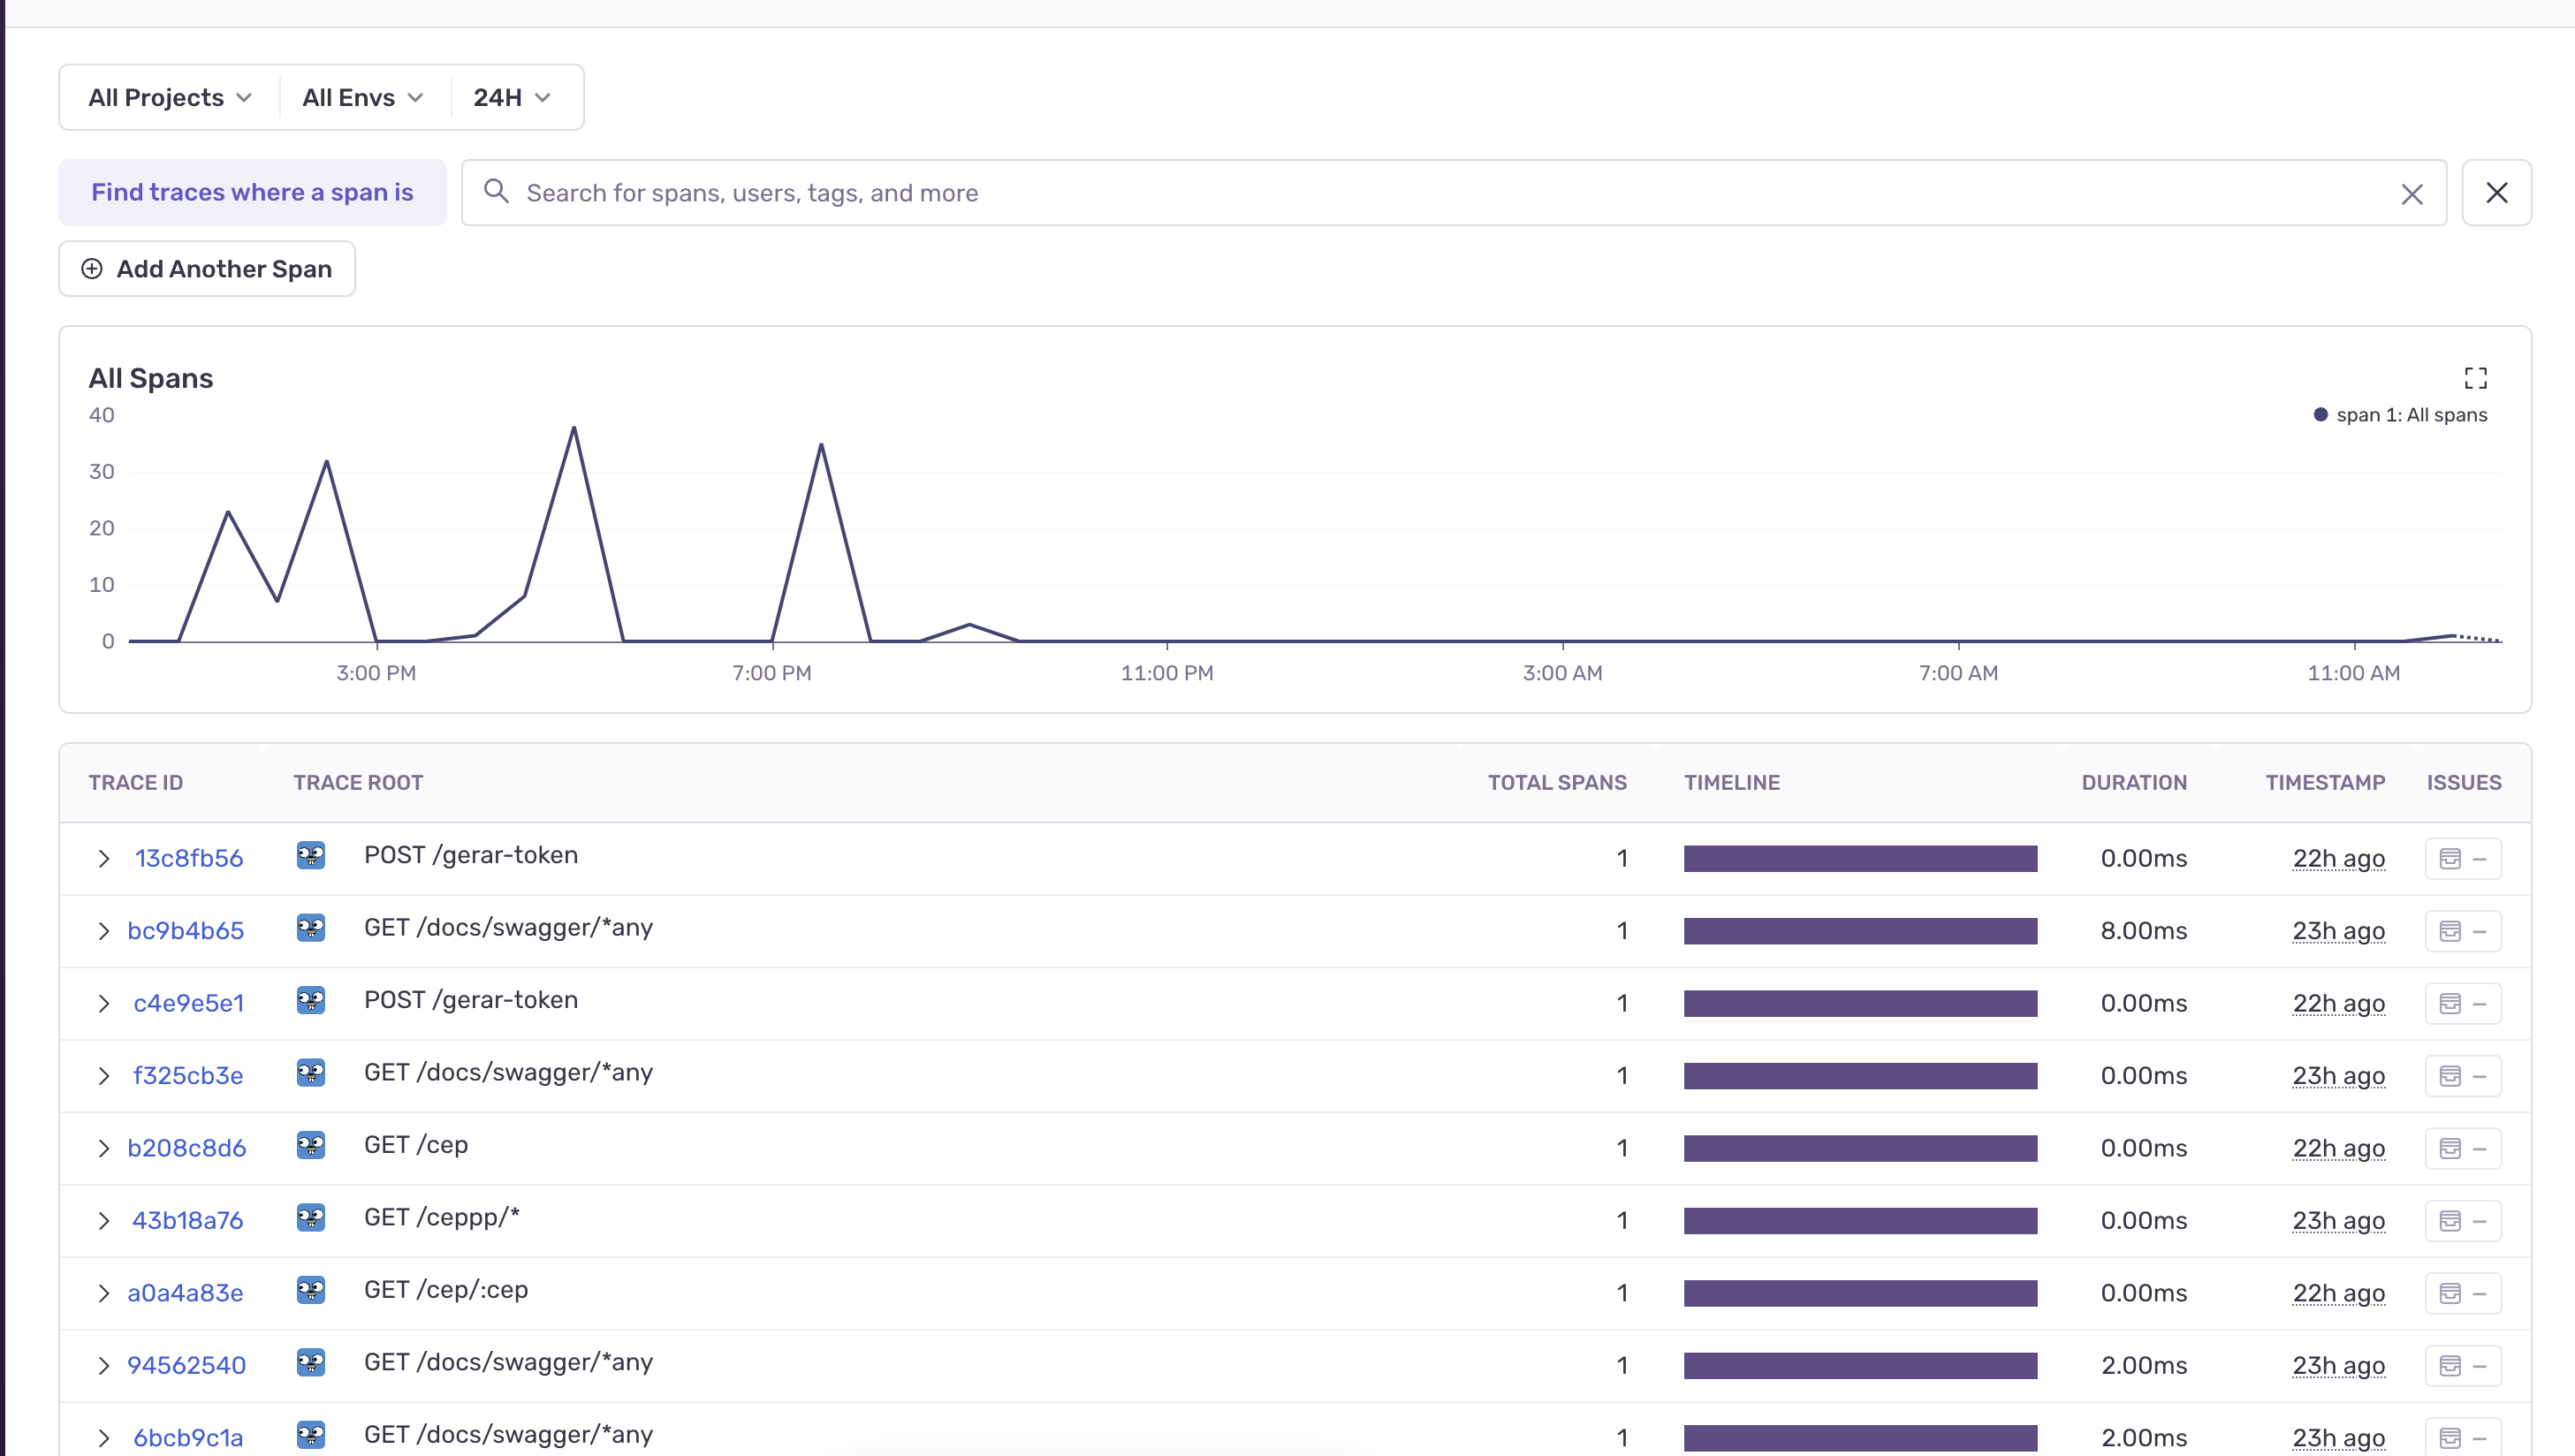 All Projects All Envs 24H
Find traces where a span is Search for spans, users, tags, and more
Add Another Span
All Spans
span 1: All spans
40
30
20
10
0
3:00 PM 7:00 PM 11:00 PM 3:00 AM 7:00 AM 11:00 AM
TRACE ID TRACE ROOT TOTAL SPANS TIMELINE DURATION TIMESTAMP ISSUES
13c8fb56 POST /gerar-token 1 0.00ms 22h ago –
bc9b4b65 GET /docs/swagger/*any 1 8.00ms 23h ago –
c4e9e5e1 POST /gerar-token 1 0.00ms 22h ago –
f325cb3e GET /docs/swagger/*any 1 0.00ms 23h ago –
b208c8d6 GET /cep 1 0.00ms 22h ago –
43b18a76 GET /ceppp/* 1 0.00ms 23h ago –
a0a4a83e GET /cep/:cep 1 0.00ms 22h ago –
94562540 GET /docs/swagger/*any 1 2.00ms 23h ago –
6bcb9c1a GET /docs/swagger/*any 1 2.00ms 23h ago –